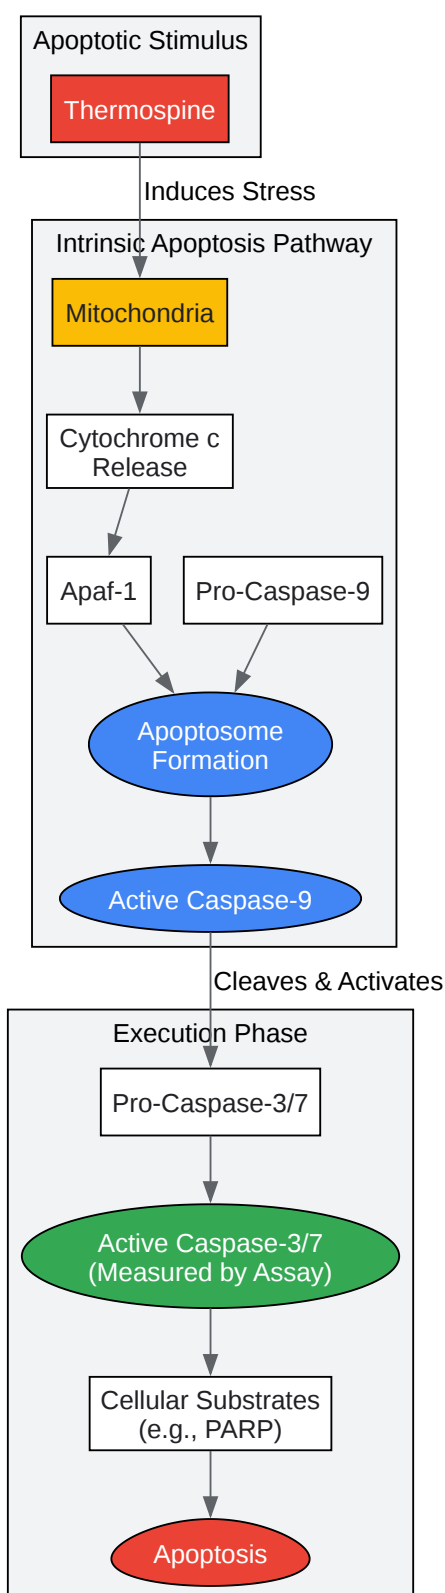 Apoptotic Stimulus
Thermospine
Induces Stress
Intrinsic Apoptosis Pathway
Mitochondria
Cytochrome c
Release
Apaf-1
Pro-Caspase-9
Apoptosome
Formation
Active Caspase-9
Cleaves & Activates
Execution Phase
Pro-Caspase-3/7
Active Caspase-3/7
(Measured by Assay)
Cellular Substrates
(e.g., PARP)
Apoptosis